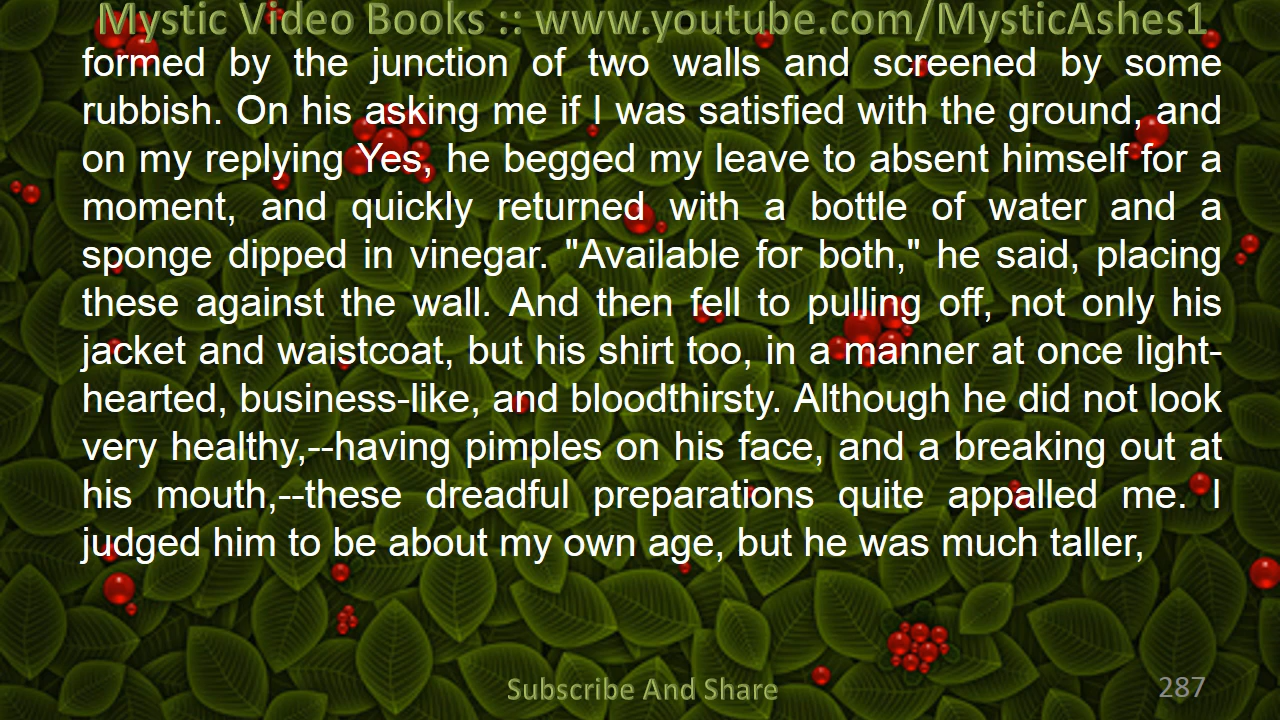 Mystic Video Books :: www.youtube.com/MysticAshes1
formed by the junction of two walls and screened by some
rubbish. On his asking me if I was satisfied with the ground, and
on my replying Yes, he begged my leave to absent himself for a
moment, and quickly returned with a bottle of water and a
sponge dipped in vinegar. "Available for both," he said, placing
these against the wall. And then fell to pulling off, not only his
jacket and waistcoat, but his shirt too, in a manner at once light-
hearted, business-like, and bloodthirsty. Although he did not look
very healthy,--having pimples on his face, and a breaking out at
his mouth,--these dreadful preparations quite appalled me. I
judged him to be about my own age, but he was much taller,
Subscribe And Share
287